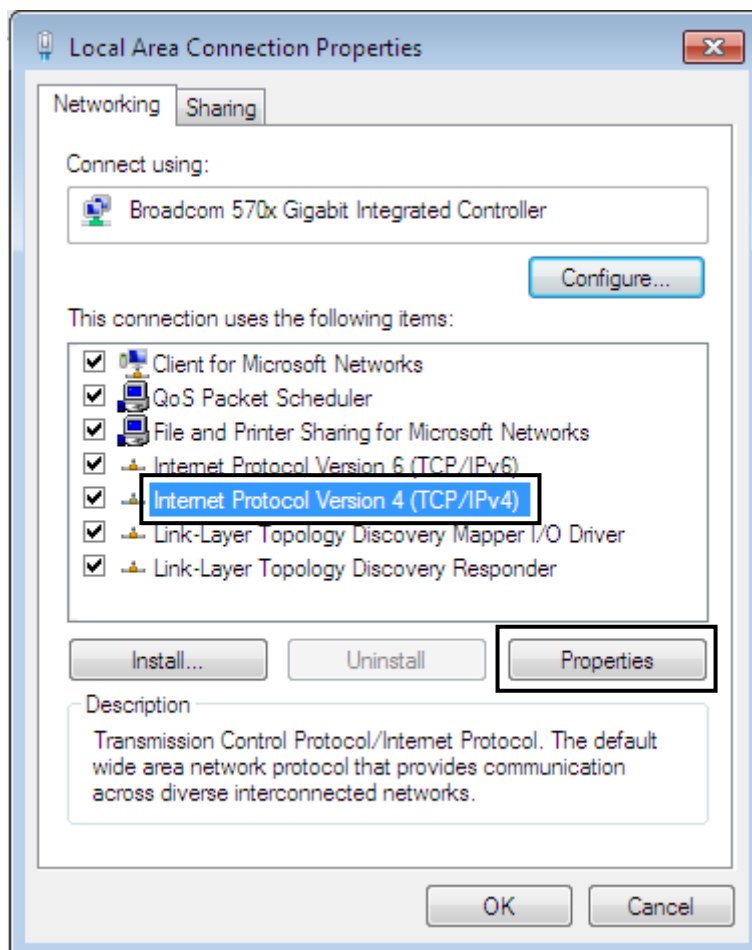 Local Area Connection Properties
Networking
Sharing
Connect using:
Broadcom 570x Gigabit Integrated Controller
Configure...
This connection uses the following items:
Client for Microsoft Networks
QoS Packet Scheduler
File and Printer Sharing for Microsoft Networks
Internet Protocol Version 6 (TCP/IPv6)
Internet Protocol Version 4 (TCP/IPv4)
Link-Layer Topology Discovery Mapper I/O Driver
Link-Layer Topology Discovery Responder
Install...
Uninstall
Properties
Description
Transmission Control Protocol/Internet Protocol. The default
wide area network protocol that provides communication
across diverse interconnected networks.
OK
Cancel